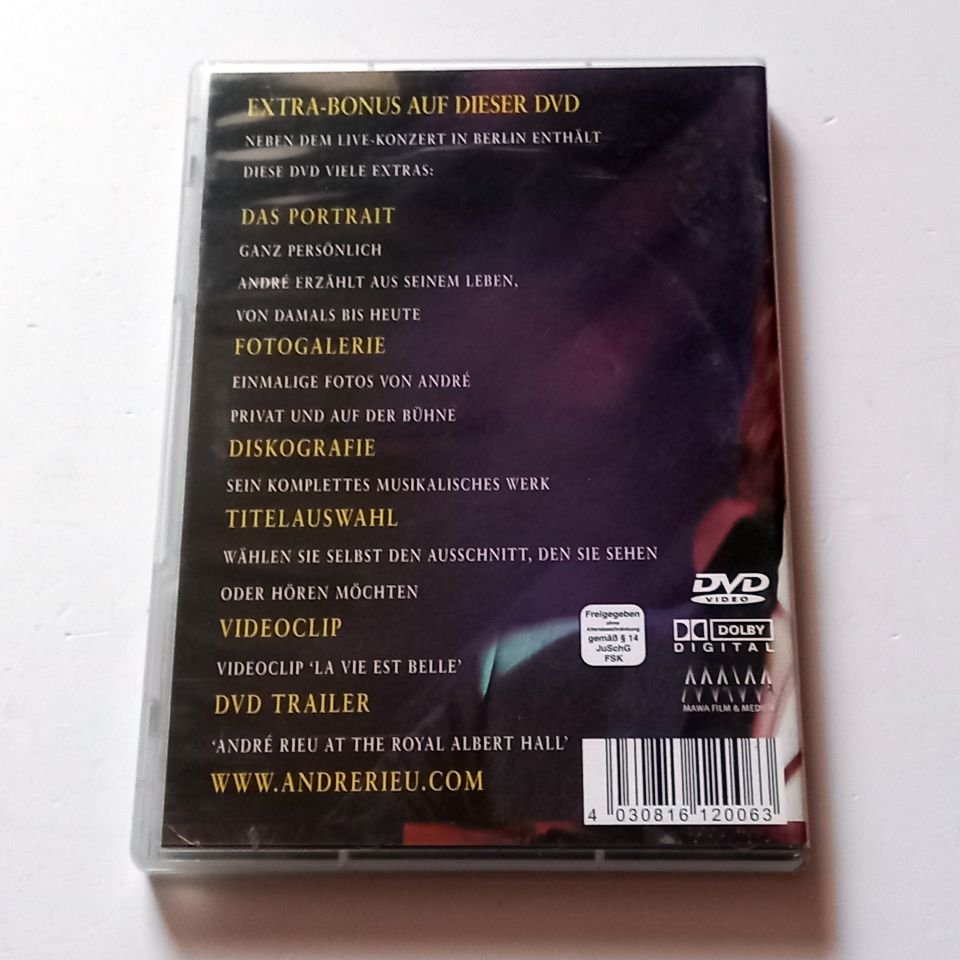 EXTRA-BONUS AUF DIESER DVD
NEBEN DEM LIVE-KONZERT IN BERLIN ENTHÄLT
DIESE DVD VIELE EXTRAS:
DAS PORTRAIT
GANZ PERSÖNLICH
ANDRÉ ERZÄHLT AUS SEINEM LEBEN,
VON DAMALS BIS HEUTE
FOTOGALERIE
EINMALIGE FOTOS VON ANDRÉ
PRIVAT UND AUF DER BÜHNE
DISKOGRAFIE
SEIN KOMPLETTES MUSIKALISCHES WERK
TITELAUSWAHL
WÄHLEN SIE SELBST DEN AUSSCHNITT, DEN SIE SEHEN
ODER HÖREN MÖCHTEN
VIDEOCLIP
VIDEOCLIP ‘LA VIE EST BELLE’
DVD TRAILER
‘ANDRÉ RIEU AT THE ROYAL ALBERT HALL’
WWW.ANDRERIEU.COM
Freigegeben
ohne
Altersbeschränkung
gemäß § 14
JuSchG
FSK
DVD
VIDEO
DOLBY
DIGITAL
MAWA FILM & MEDIEN
4 030816 120063